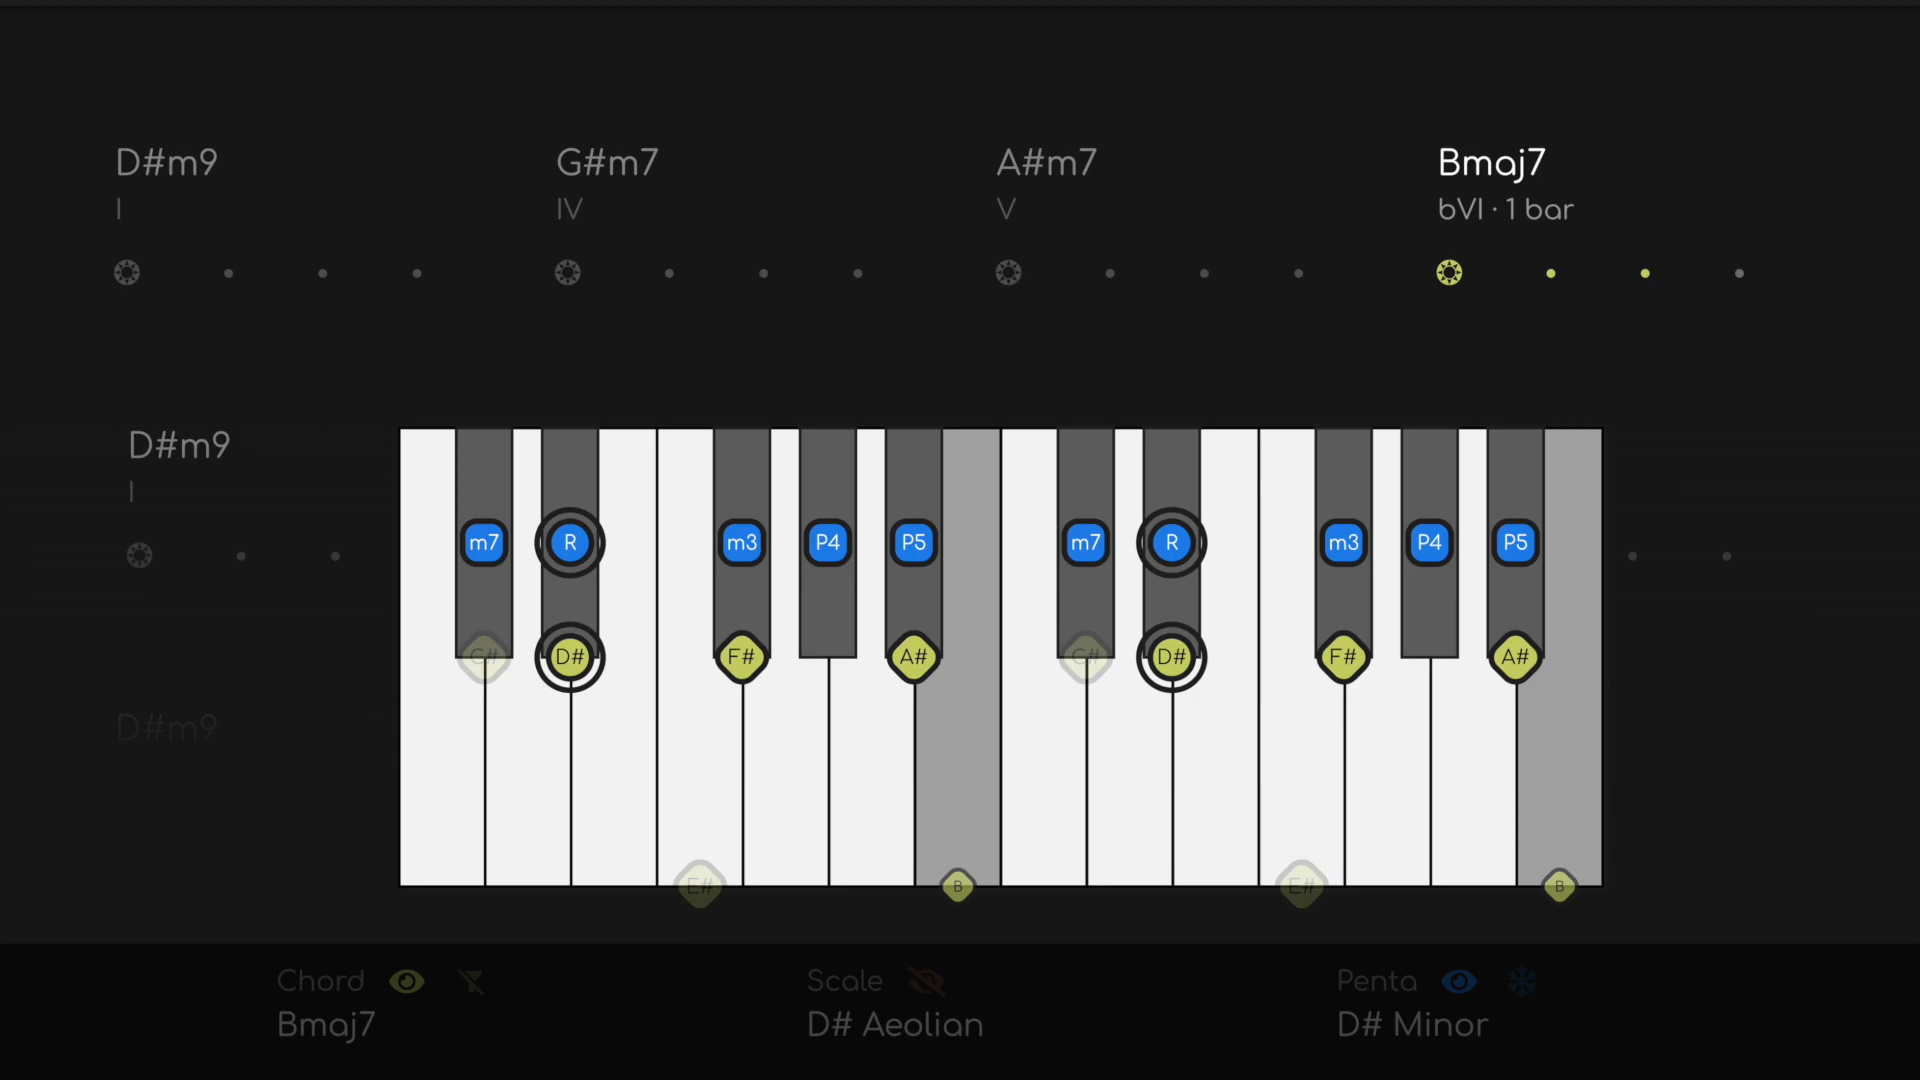 D#m9 G#m7 A#m7 Bmaj7
I IV V bVI · 1 bar
D#m9
I
m7 R m3 P4 P5 m7 R m3 P4 P5
C# D# F# A# C# D# F# A#
D#m9
E# B E# B
Chord Scale Penta
Bmaj7 D# Aeolian D# Minor